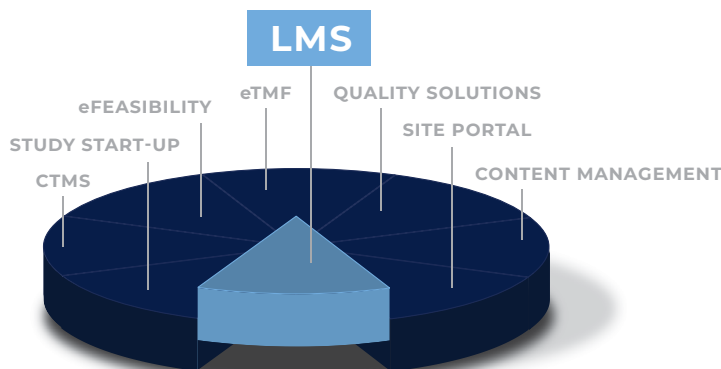 LMS
eTMF
QUALITY SOLUTIONS
eFEASIBILITY
SITE PORTAL
STUDY START-UP
CONTENT MANAGEMENT
CTMS